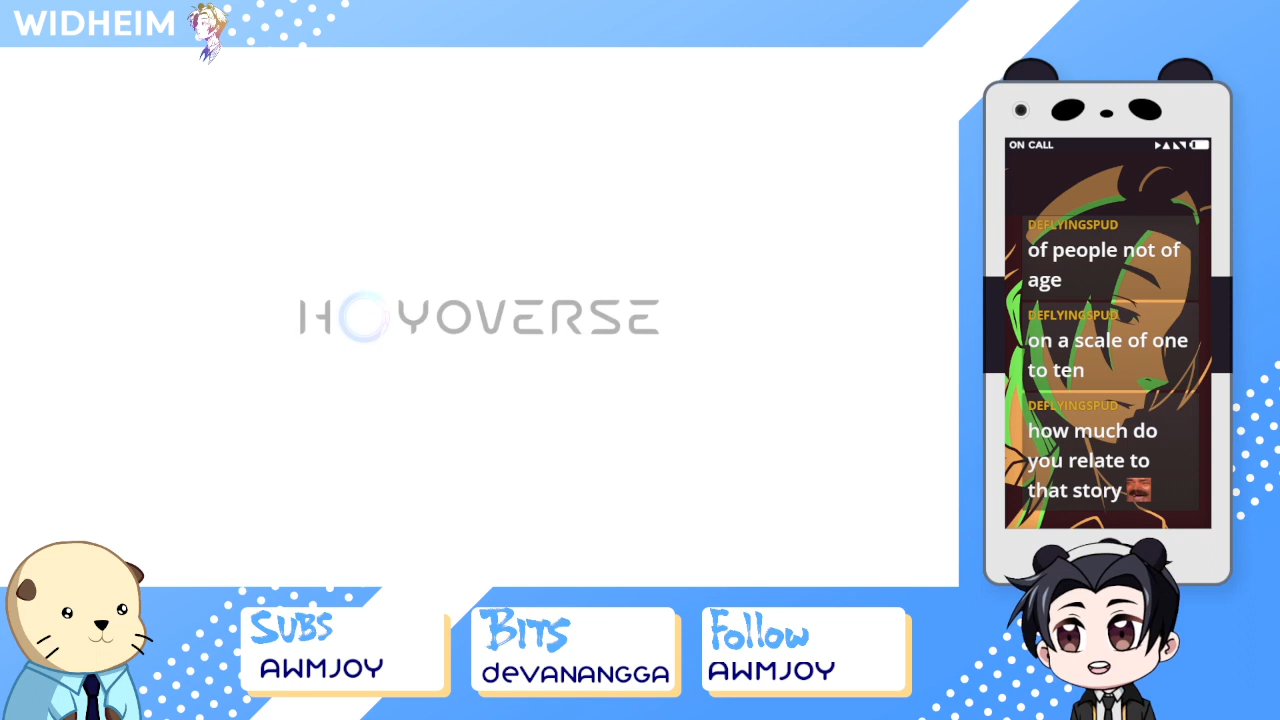 WIDHEIM
HOYOVERSE
ON CALL
DEFLYINGSPUD
of people not of
age
DEFLYINGSPUD
on a scale of one
to ten
DEFLYINGSPUD
how much do
you relate to
that story
SUBS
AWMJOY
BITS
DEVANANGGA
Follow
AWMJOY